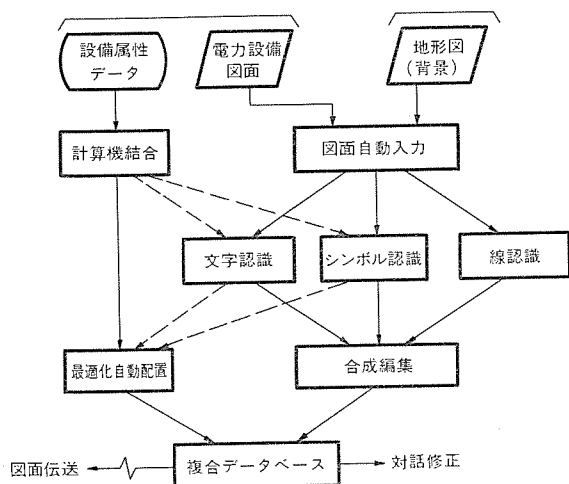 設備属性
データ
電力設備
図面
地形図
(背景)
計算機結合
図面自動入力
文字認識
シンボル認識
線認識
最適化自動配置
合成編集
図面伝送
複合データベース
対話修正